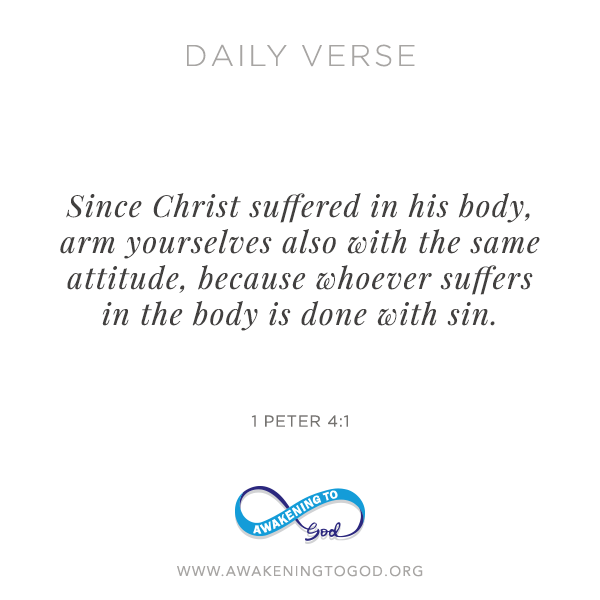 DAILY VERSE
Since Christ suffered in his body,
arm yourselves also with the same
attitude, because whoever suffers
in the body is done with sin.
1 PETER 4:1
AWAKENING TO
God
WWW.AWAKENINGTOGOD.ORG